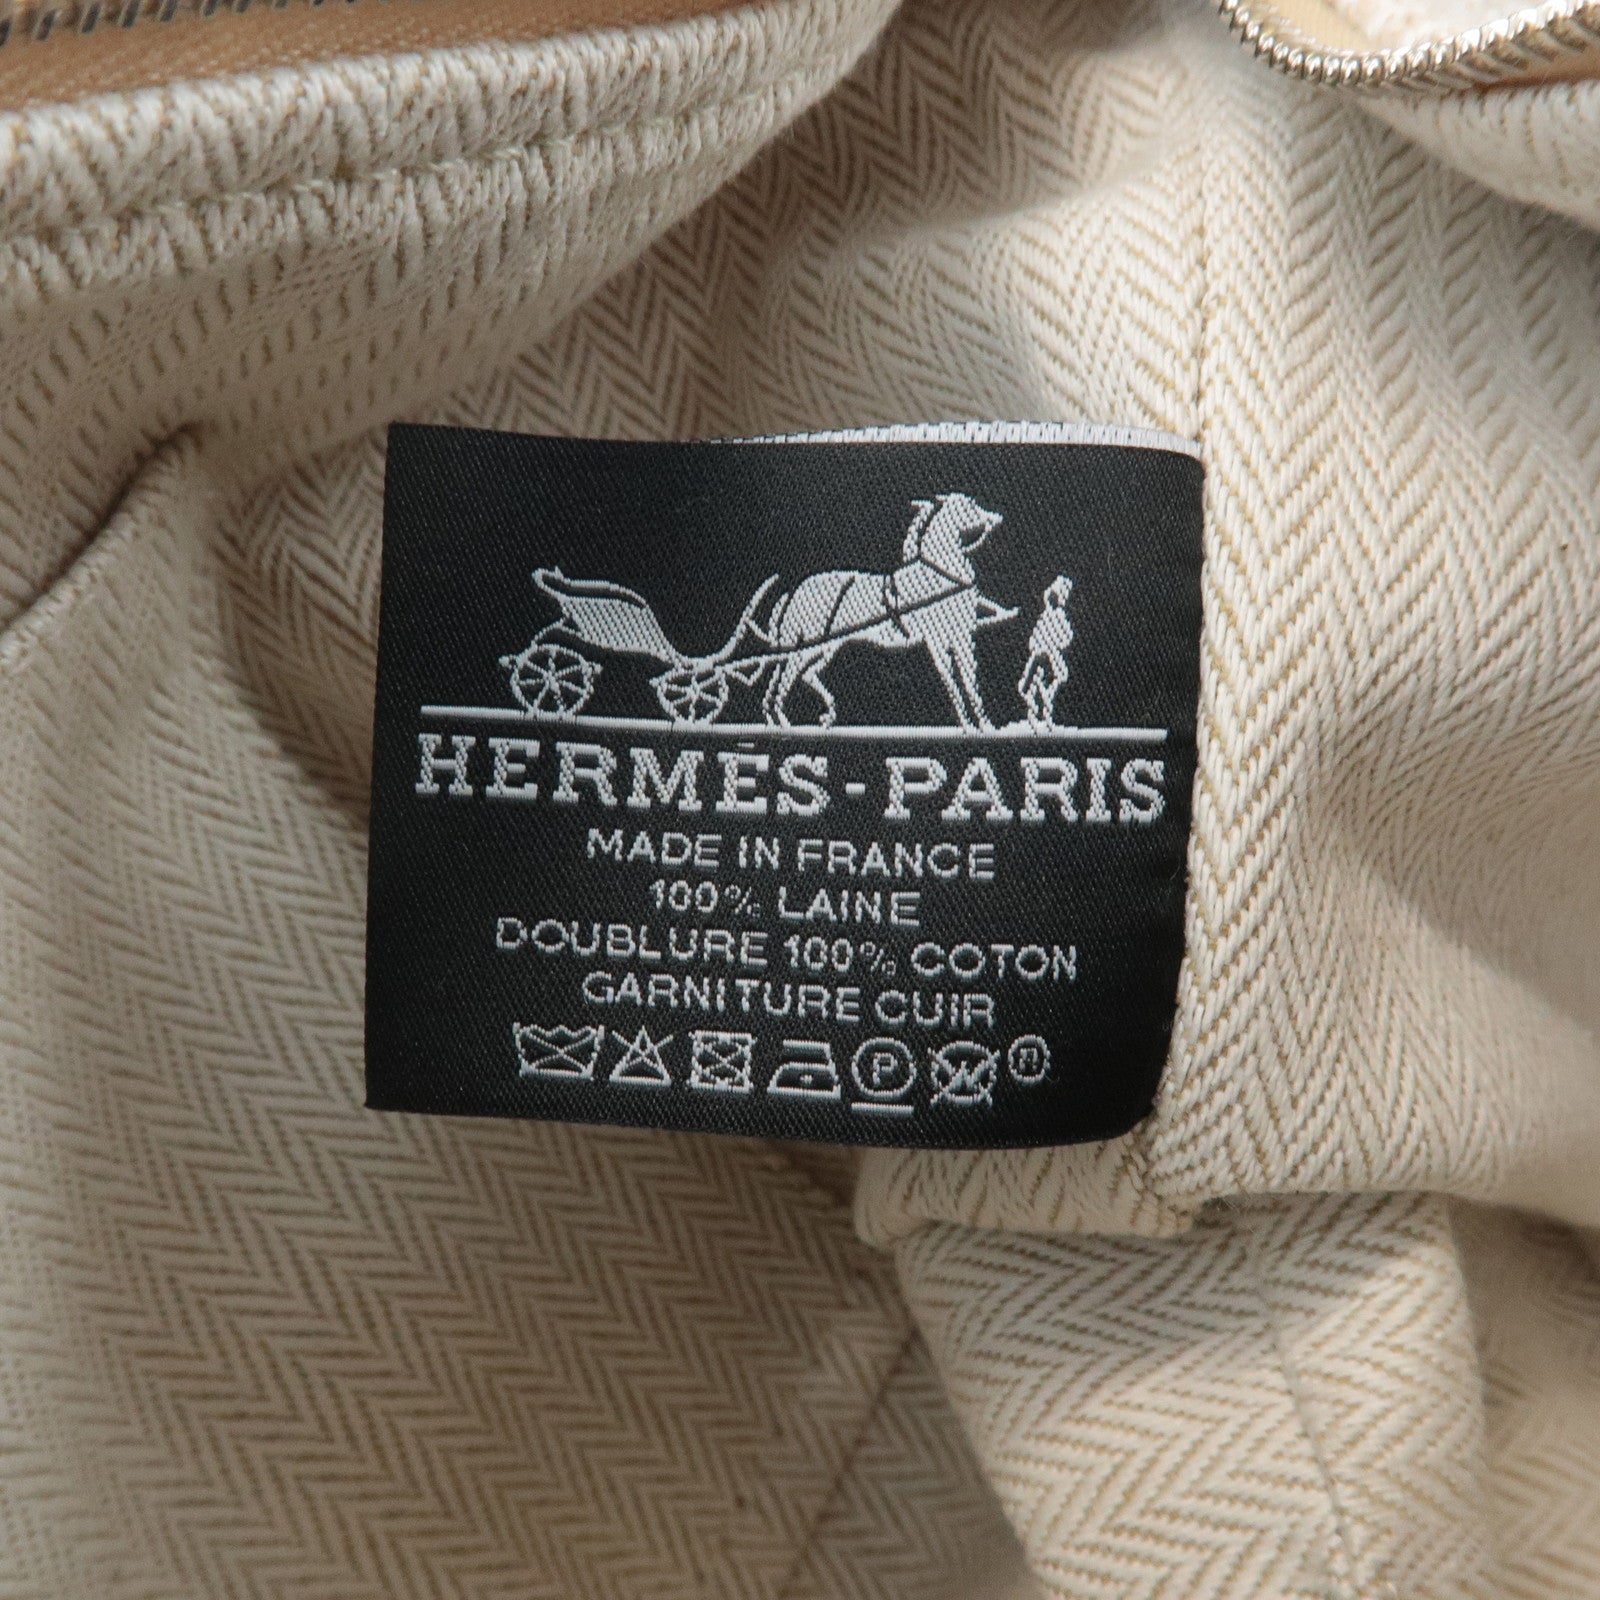 HERMÈS-PARIS
MADE IN FRANCE
100% LAINE
DOUBLURE 100% COTON
GARNITURE CUIR
P ®